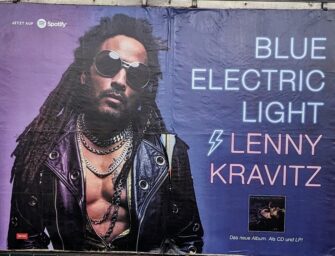 JETZT AUF Spotify
BLUE
ELECTRIC
LIGHT
LENNY
KRAVITZ
Das neue Album. Als CD und LP!